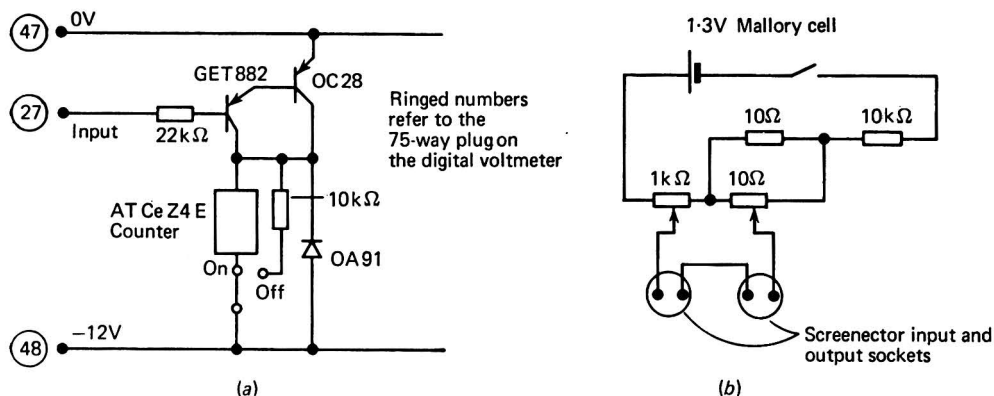 47
0V
GET882
OC28
27
Input
22kΩ
Ringed numbers
refer to the
75-way plug on
the digital voltmeter
AT Ce Z4 E
Counter
10kΩ
On
Off
OA91
48
−12V
(a)
1·3V Mallory cell
10Ω
10kΩ
1kΩ
10Ω
Screenector input and
output sockets
(b)